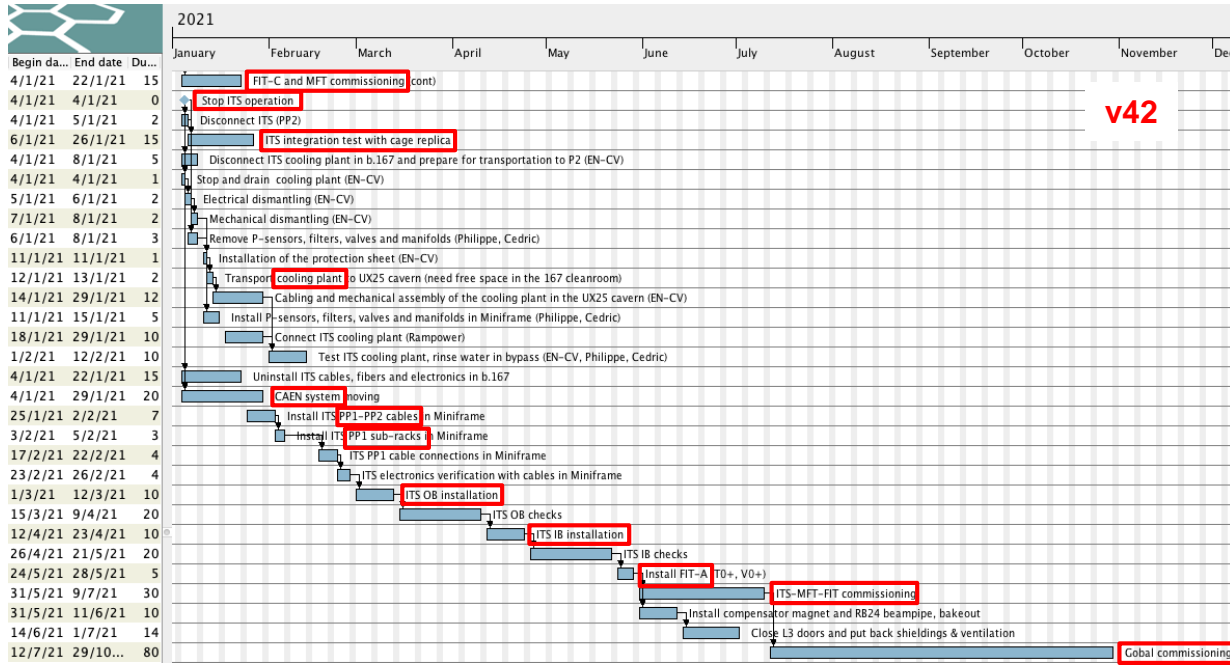 2021
January February March April May June July August September October November De
Begin da... End date Du...
4/1/21 22/1/21 15 FIT-C and MFT commissioning (cont)
v42
4/1/21 4/1/21 0 Stop ITS operation
4/1/21 5/1/21 2 Disconnect ITS (PP2)
6/1/21 26/1/21 15 ITS integration test with cage replica
4/1/21 8/1/21 5 Disconnect ITS cooling plant in b.167 and prepare for transportation to P2 (EN-CV)
4/1/21 4/1/21 1 Stop and drain cooling plant (EN-CV)
5/1/21 6/1/21 2 Electrical dismantling (EN-CV)
7/1/21 8/1/21 2 Mechanical dismantling (EN-CV)
6/1/21 8/1/21 3 Remove P-sensors, filters, valves and manifolds (Philippe, Cedric)
11/1/21 11/1/21 1 Installation of the protection sheet (EN-CV)
12/1/21 13/1/21 2 Transport cooling plant to UX25 cavern (need free space in the 167 cleanroom)
14/1/21 29/1/21 12 Cabling and mechanical assembly of the cooling plant in the UX25 cavern (EN-CV)
11/1/21 15/1/21 5 Install P-sensors, filters, valves and manifolds in Miniframe (Philippe, Cedric)
18/1/21 29/1/21 10 Connect ITS cooling plant (Rampower)
1/2/21 12/2/21 10 Test ITS cooling plant, rinse water in bypass (EN-CV, Philippe, Cedric)
4/1/21 22/1/21 15 Uninstall ITS cables, fibers and electronics in b.167
4/1/21 29/1/21 20 CAEN system moving
25/1/21 2/2/21 7 Install ITS PP1-PP2 cables in Miniframe
3/2/21 5/2/21 3 Install ITS PP1 sub-racks in Miniframe
17/2/21 22/2/21 4 ITS PP1 cable connections in Miniframe
23/2/21 26/2/21 4 ITS electronics verification with cables in Miniframe
1/3/21 12/3/21 10 ITS OB installation
15/3/21 9/4/21 20 ITS OB checks
12/4/21 23/4/21 10 ITS IB installation
26/4/21 21/5/21 20 ITS IB checks
24/5/21 28/5/21 5 Install FIT-A (T0+, V0+)
31/5/21 9/7/21 30 ITS-MFT-FIT commissioning
31/5/21 11/6/21 10 Install compensator magnet and RB24 beampipe, bakeout
14/6/21 1/7/21 14 Close L3 doors and put back shieldings & ventilation
12/7/21 29/10... 80 Gobal commissioning